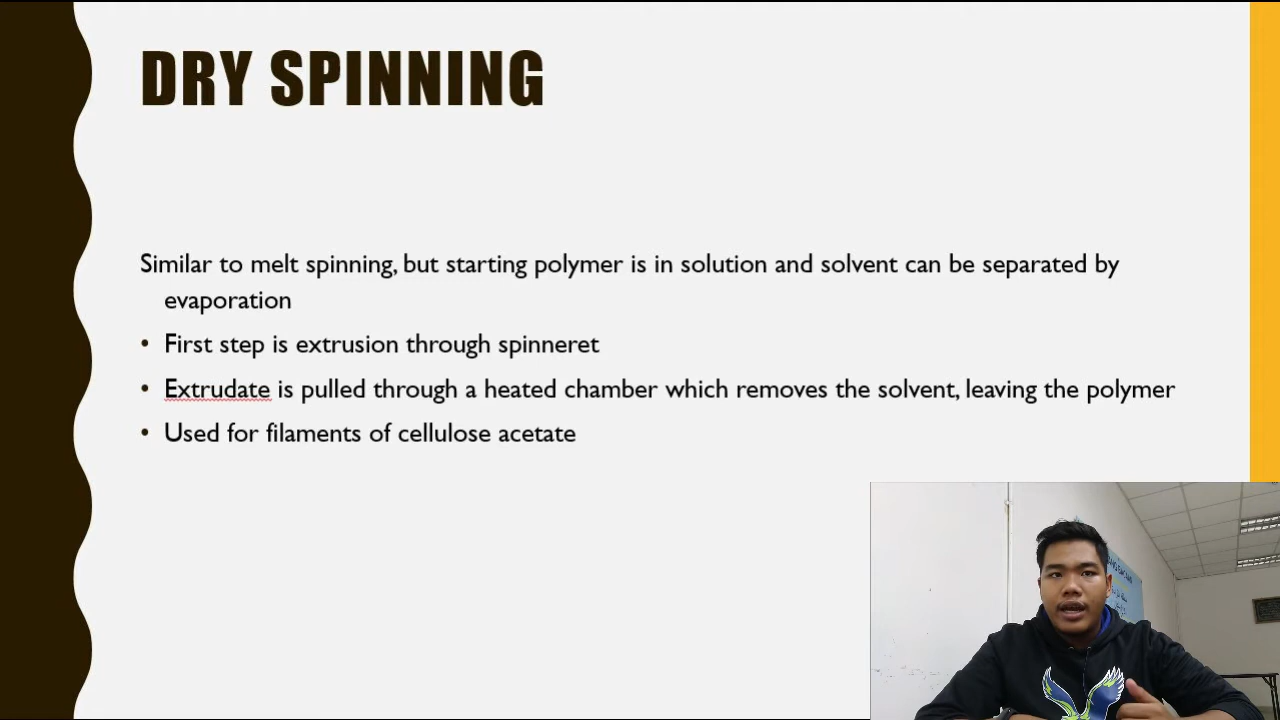 DRY SPINNING
Similar to melt spinning, but starting polymer is in solution and solvent can be separated by
evaporation
• First step is extrusion through spinneret
• Extrudate is pulled through a heated chamber which removes the solvent, leaving the polymer
• Used for filaments of cellulose acetate